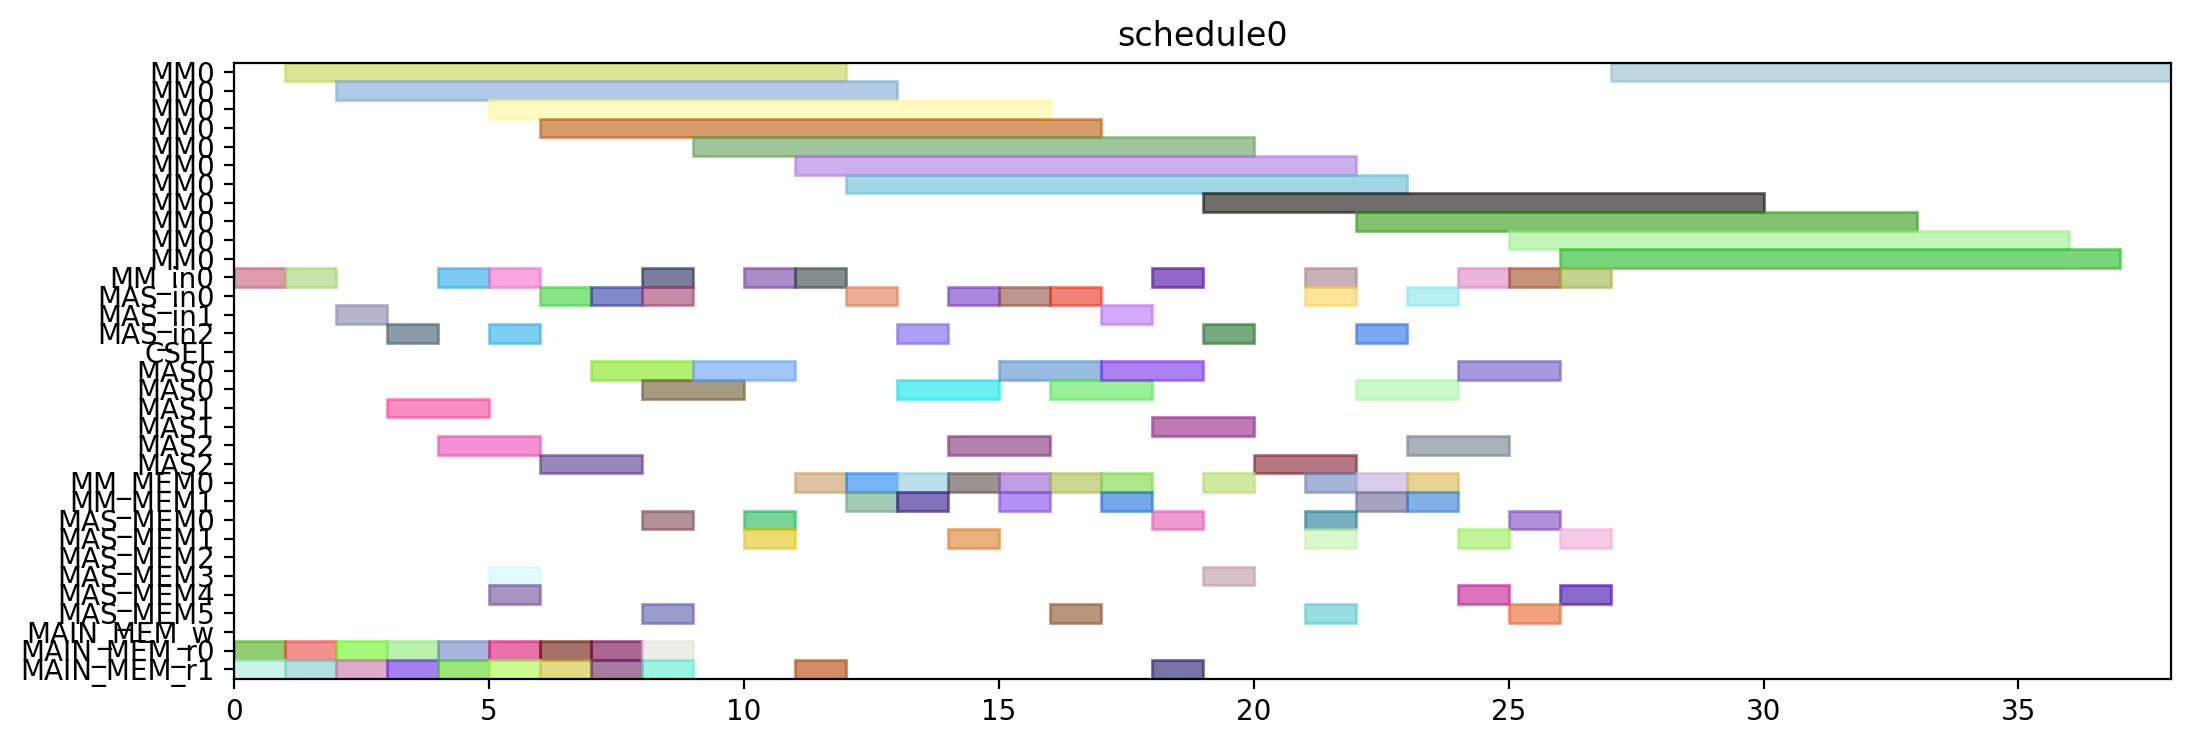 schedule0
MM0
MM0
MM0
MM0
MM0
MM0
MM0
MM0
MM0
MM0
MM0
MM_in0
MAS_in0
MAS_in1
MAS_in2
CSEL
MAS0
MAS0
MAS1
MAS1
MAS2
MAS2
MM_MEM0
MM_MEM1
MAS_MEM0
MAS_MEM1
MAS_MEM2
MAS_MEM3
MAS_MEM4
MAS_MEM5
MAIN_MEM_w
MAIN_MEM_r0
MAIN_MEM_r1
0 5 10 15 20 25 30 35